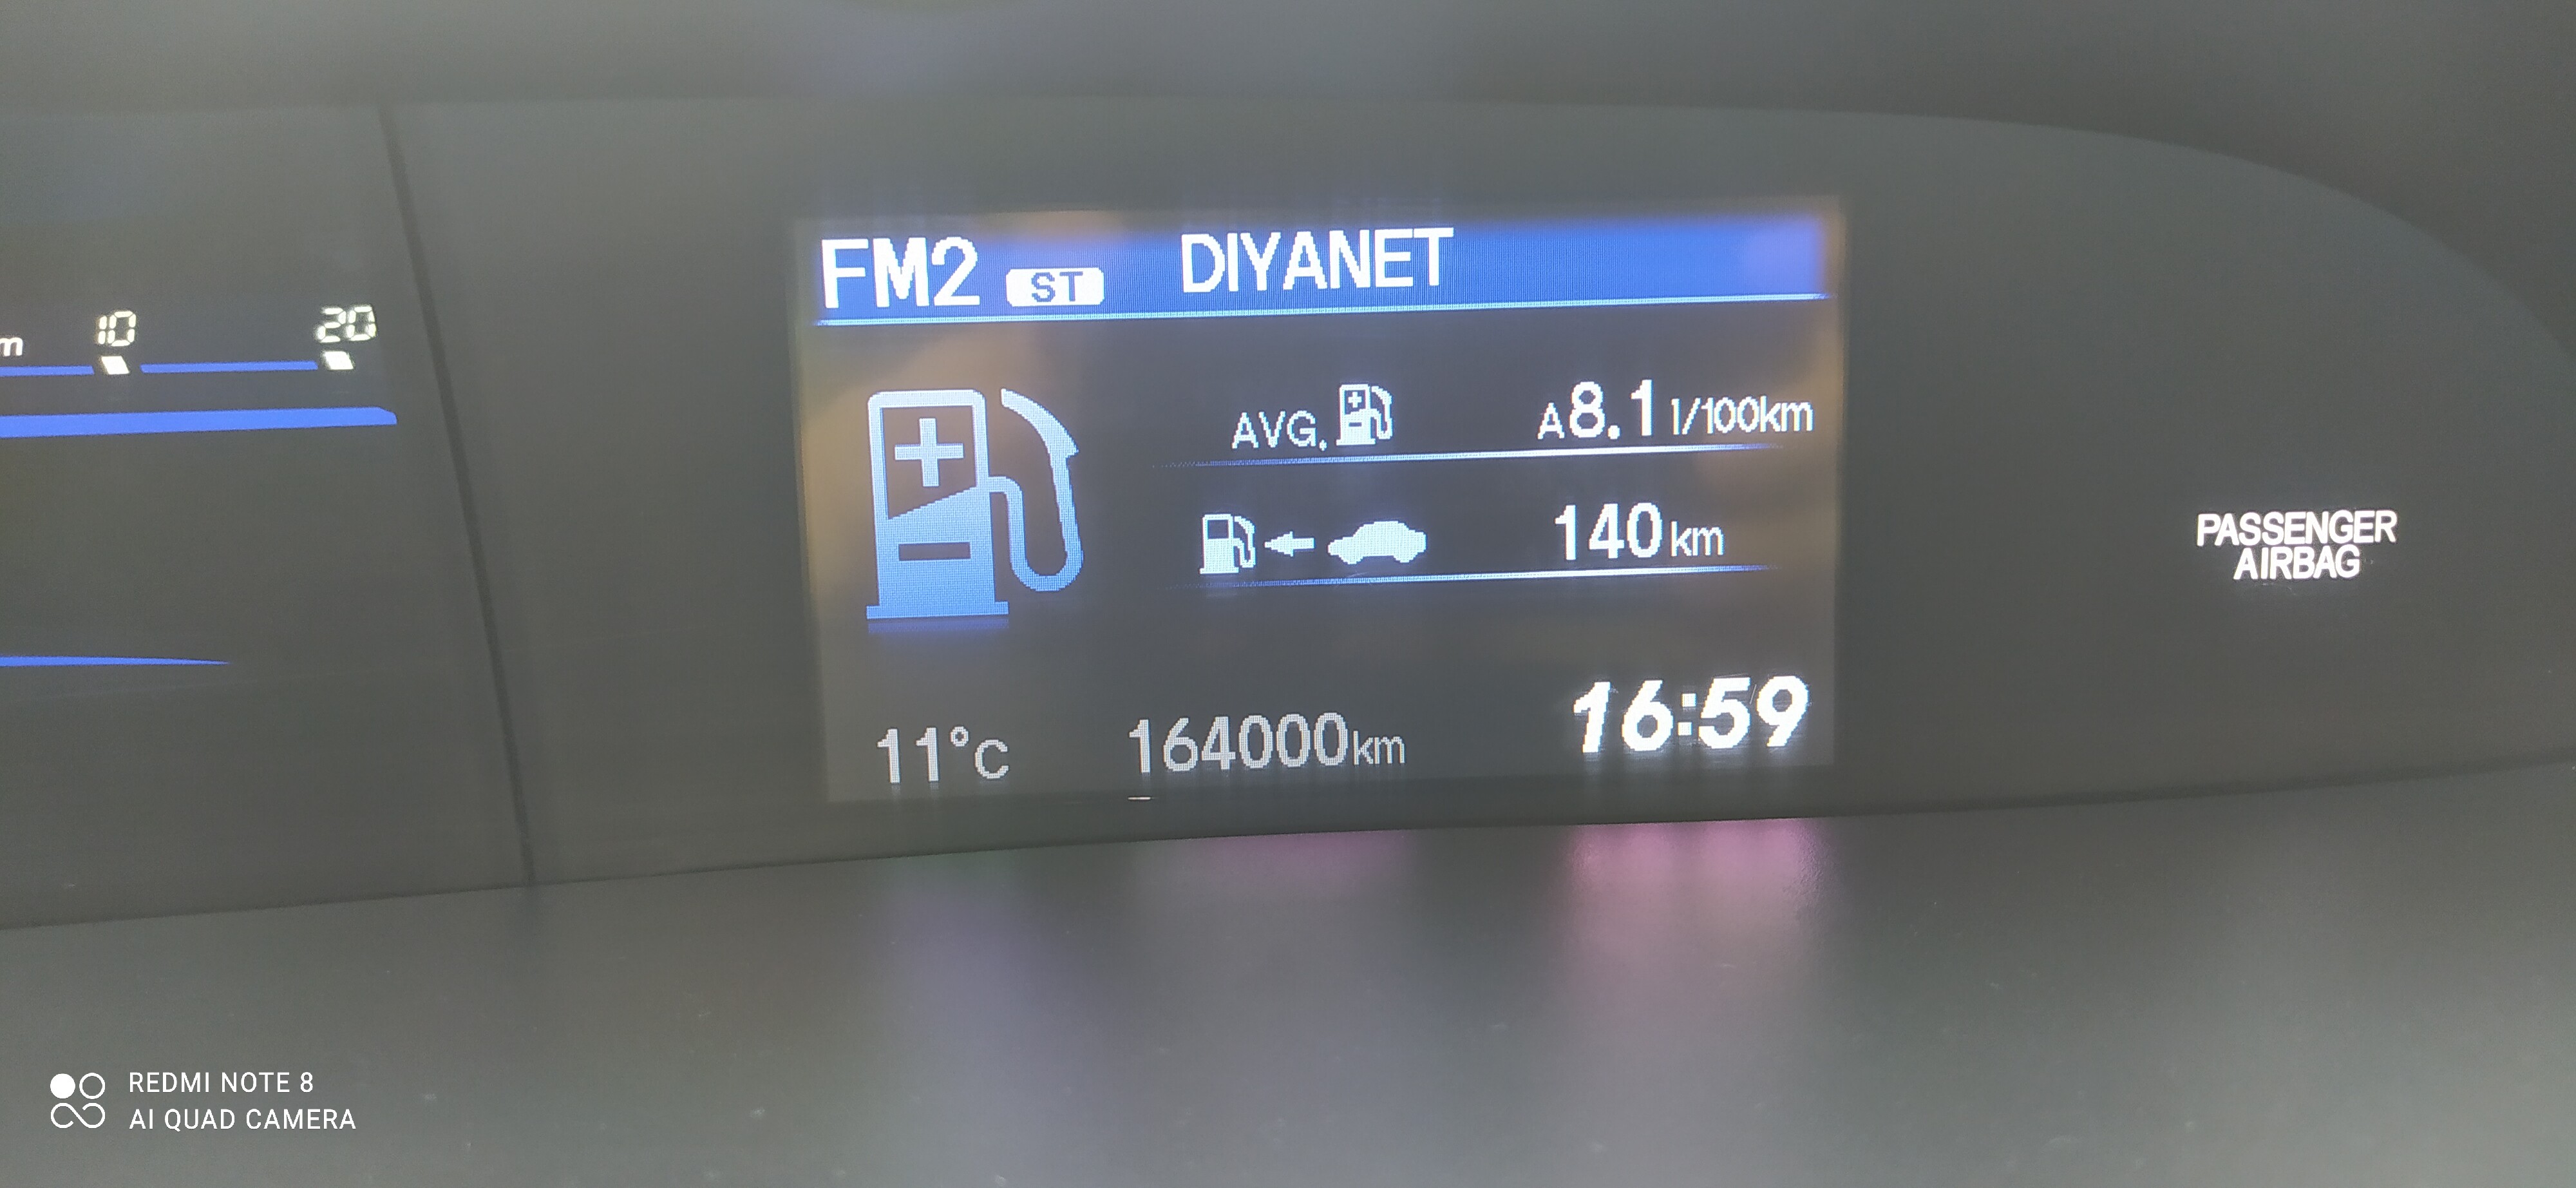 FM2 ST DIYANET
m 10 20
AVG. A8.1 l/100km
140 km
PASSENGER
AIRBAG
11°C 164000km 16:59
REDMI NOTE 8
AI QUAD CAMERA